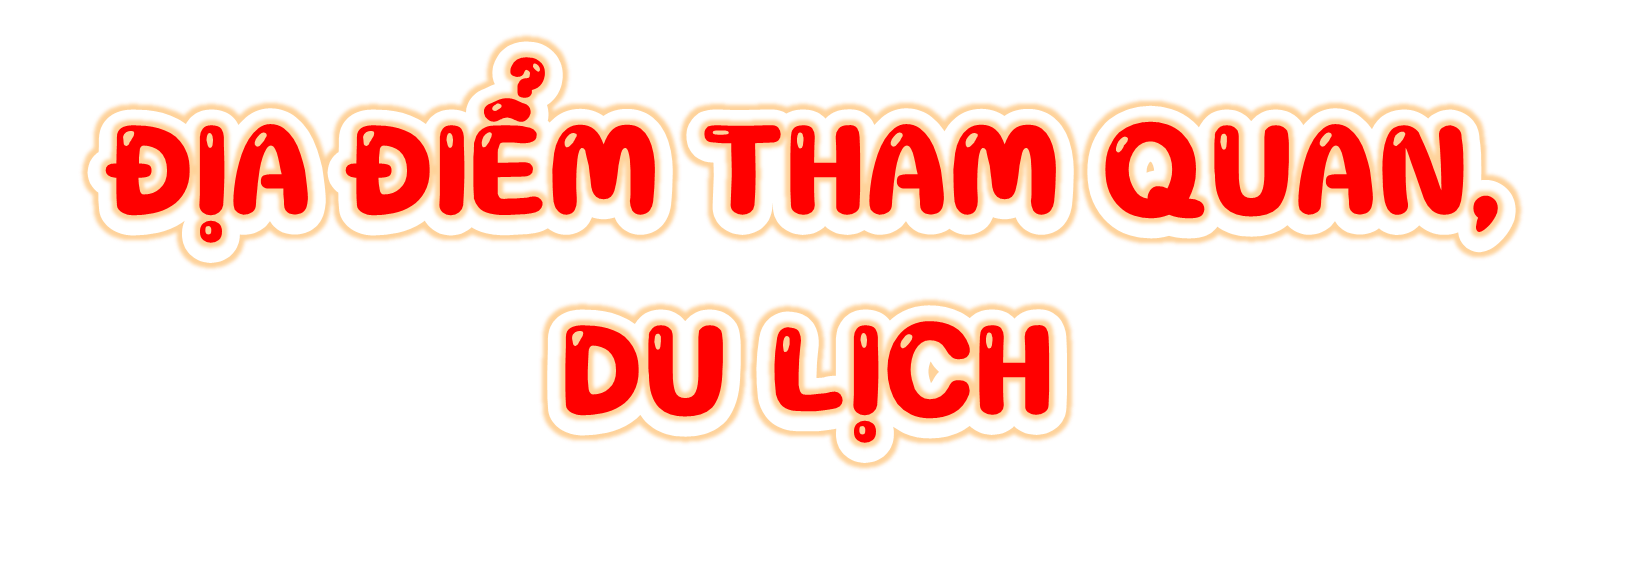 ĐỊA ĐIỂM THAM QUAN,
DU LỊCH